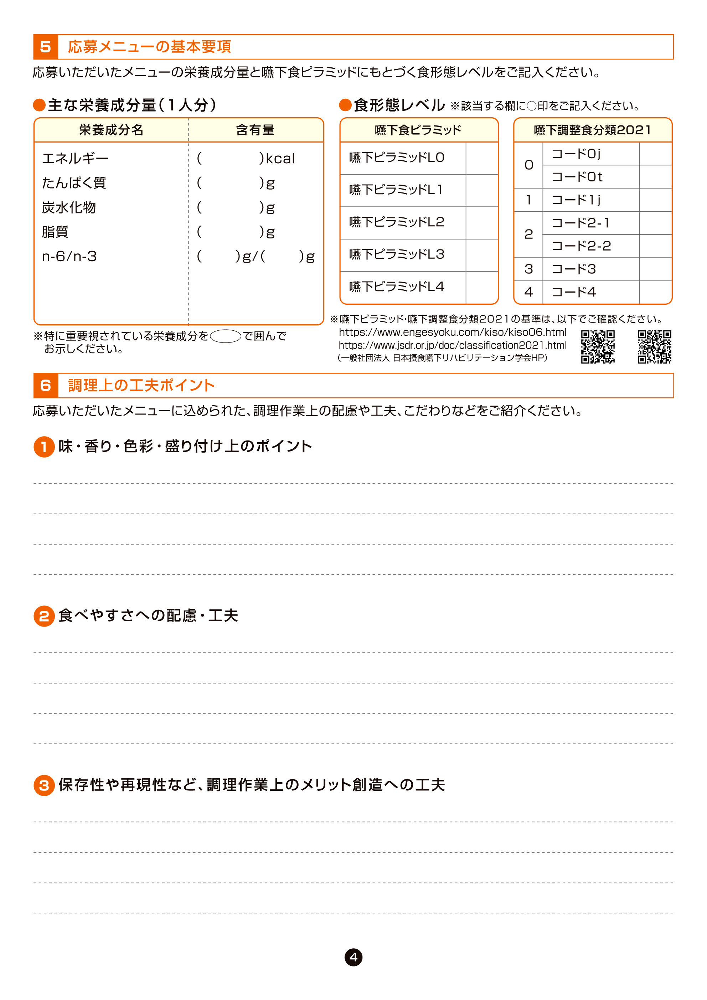 5 応募メニューの基本要項
応募いただいたメニューの栄養成分量と嚥下食ピラミッドにもとづく食形態レベルをご記入ください。
●主な栄養成分量(1人分)
栄養成分名 含有量
エネルギー ( )kcal
たんぱく質 ( )g
炭水化物 ( )g
脂質 ( )g
n-6/n-3 ( )g/( )g
※特に重要視されている栄養成分を で囲んで
お示しください。
●食形態レベル ※該当する欄に○印をご記入ください。
嚥下食ピラミッド
嚥下ピラミッドL0
嚥下ピラミッドL1
嚥下ピラミッドL2
嚥下ピラミッドL3
嚥下ピラミッドL4
嚥下調整食分類2021
0 コード0j
コード0t
1 コード1j
2 コード2-1
コード2-2
3 コード3
4 コード4
※嚥下ピラミッド・嚥下調整食分類2021の基準は、以下でご確認ください。
https://www.engesyoku.com/kiso/kiso06.html
https://www.jsdr.or.jp/doc/classification2021.html
(一般社団法人 日本摂食嚥下リハビリテーション学会HP)
6 調理上の工夫ポイント
応募いただいたメニューに込められた、調理作業上の配慮や工夫、こだわりなどをご紹介ください。
1 味・香り・色彩・盛り付け上のポイント
2 食べやすさへの配慮・工夫
3 保存性や再現性など、調理作業上のメリット創造への工夫
4